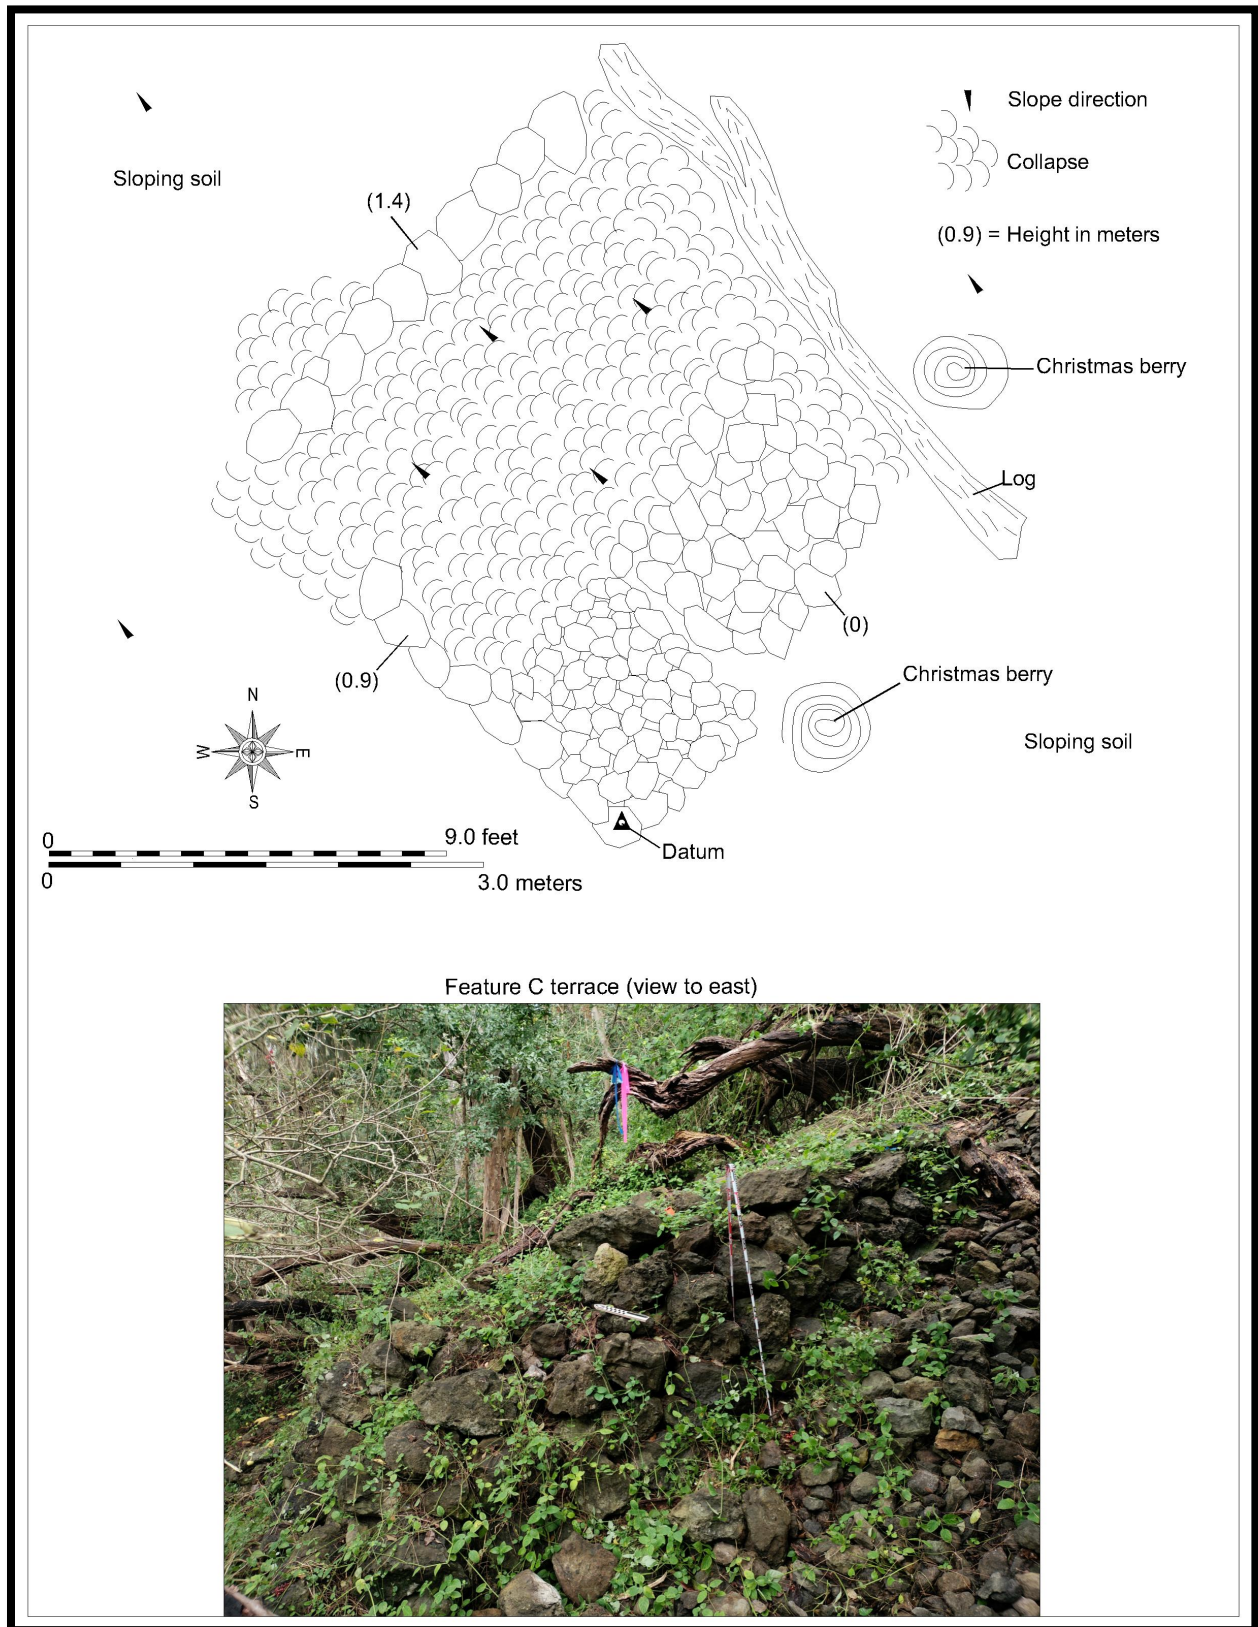 Slope direction
Sloping soil
Collapse
(1.4)
(0.9) = Height in meters
Christmas berry
Log
(0)
(0.9)
Christmas berry
N
W
E
S
Sloping soil
0
9.0 feet
Datum
0
3.0 meters
Feature C terrace (view to east)